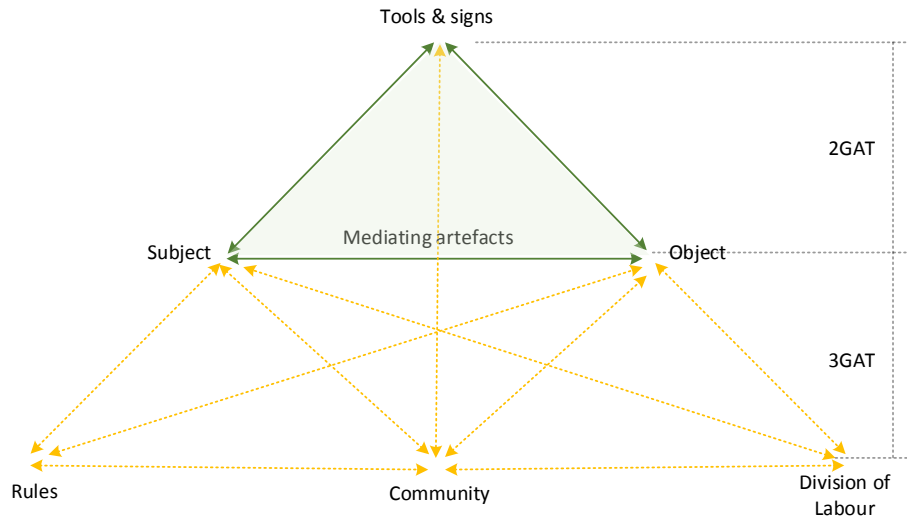 Tools & signs
2GAT
Mediating artefacts
Subject
Object
3GAT
Rules
Community
Division of
Labour